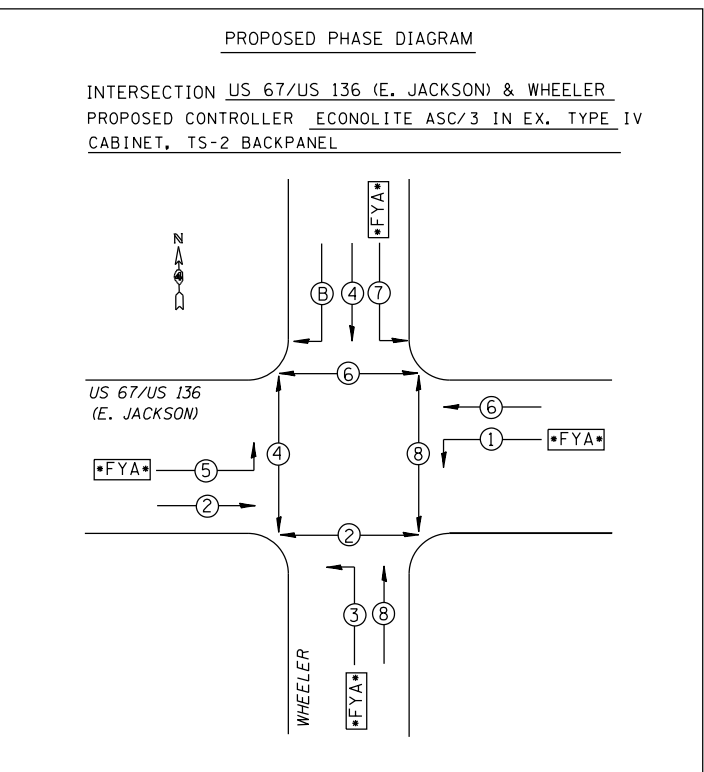 PROPOSED PHASE DIAGRAM
INTERSECTION US 67/US 136 (E. JACKSON) & WHEELER
PROPOSED CONTROLLER ECONOLITE ASC/3 IN EX. TYPE IV
CABINET, TS-2 BACKPANEL
*FYA*
N
4
B 4 7
6
US 67/US 136
(E. JACKSON)
6
1 *FYA*
4 8
*FYA* 5
2
2
3 8
WHEELER
*FYA*